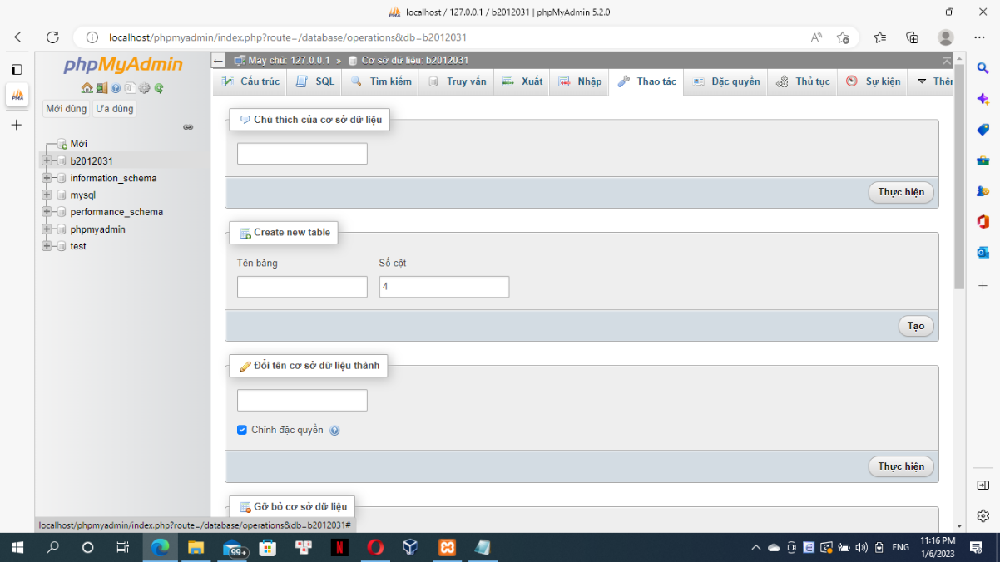 localhost / 127.0.0.1 / b2012031 | phpMyAdmin 5.2.0
localhost/phpmyadmin/index.php?route=/database/operations&db=b2012031
phpMyAdmin
Mới dùng Ưa dùng
Mới
b2012031
information_schema
mysql
performance_schema
phpmyadmin
test
Máy chủ: 127.0.0.1 » Cơ sở dữ liệu: b2012031
Cấu trúc SQL Tìm kiếm Truy vấn Xuất Nhập Thao tác Đặc quyền Thủ tục Sự kiện Thêm
Chú thích của cơ sở dữ liệu
Thực hiện
Create new table
Tên bảng Số cột
4
Tạo
Đổi tên cơ sở dữ liệu thành
Chỉnh đặc quyền
Thực hiện
Gỡ bỏ cơ sở dữ liệu
localhost/phpmyadmin/index.php?route=/database/operations&db=b2012031#
99+
ENG
11:16 PM
1/6/2023